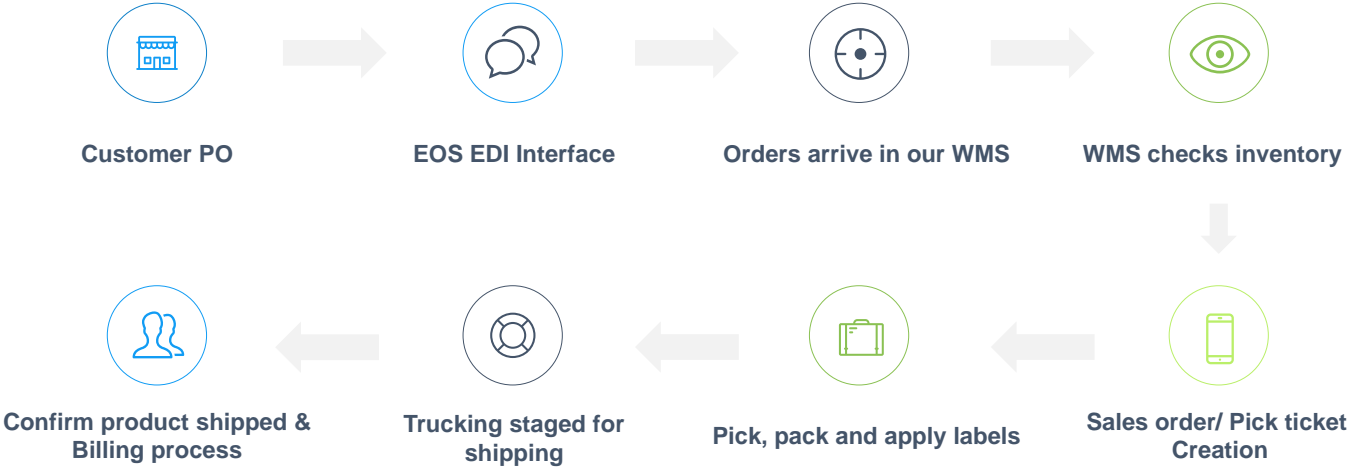 Customer PO
EOS EDI Interface
Orders arrive in our WMS
WMS checks inventory
Confirm product shipped &
Billing process
Trucking staged for
shipping
Pick, pack and apply labels
Sales order/ Pick ticket
Creation